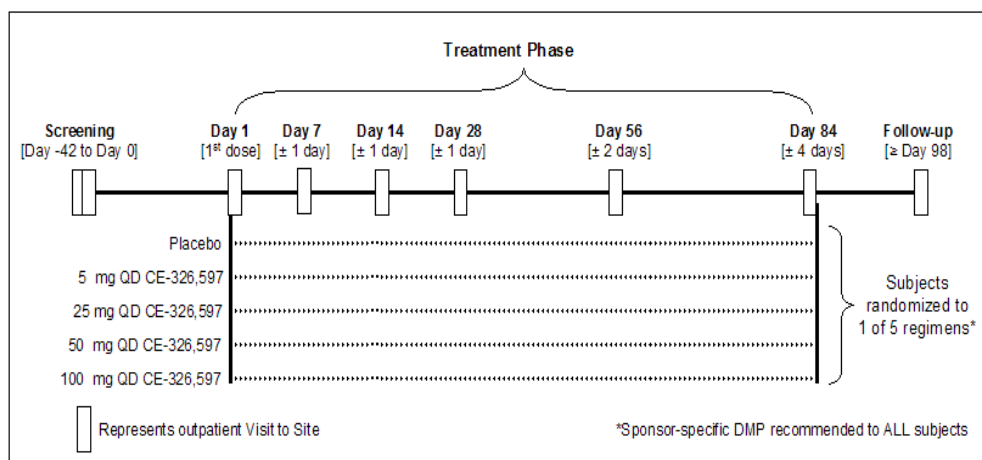 Treatment Phase
Screening
[Day -42 to Day 0]
Day 1
[1st dose]
Day 7
[± 1 day]
Day 14
[± 1 day]
Day 28
[± 1 day]
Day 56
[± 2 days]
Day 84
[± 4 days]
Follow-up
[≥ Day 98]
Placebo
5 mg QD CE-326,597
25 mg QD CE-326,597
50 mg QD CE-326,597
100 mg QD CE-326,597
Subjects
randomized to
1 of 5 regimens*
Represents outpatient Visit to Site
*Sponsor-specific DMP recommended to ALL subjects